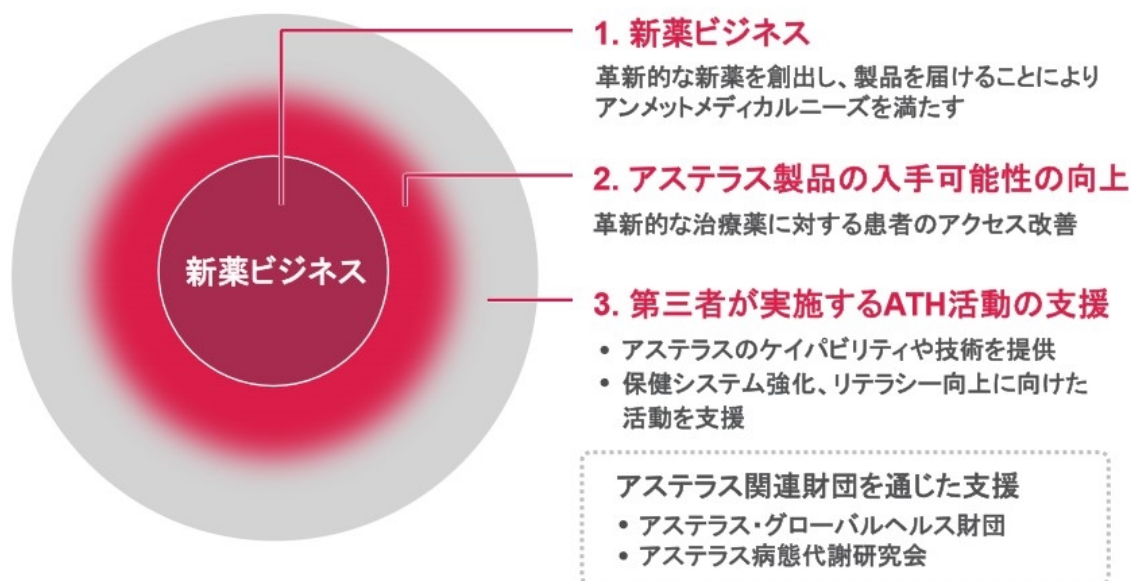 新薬ビジネス
1. 新薬ビジネス
革新的な新薬を創出し、製品を届けることにより
アンメットメディカルニーズを満たす
2. アステラス製品の入手可能性の向上
革新的な治療薬に対する患者のアクセス改善
3. 第三者が実施するATH活動の支援
• アステラスのケイパビリティや技術を提供
• 保健システム強化、リテラシー向上に向けた
活動を支援
アステラス関連財団を通じた支援
• アステラス・グローバルヘルス財団
• アステラス病態代謝研究会